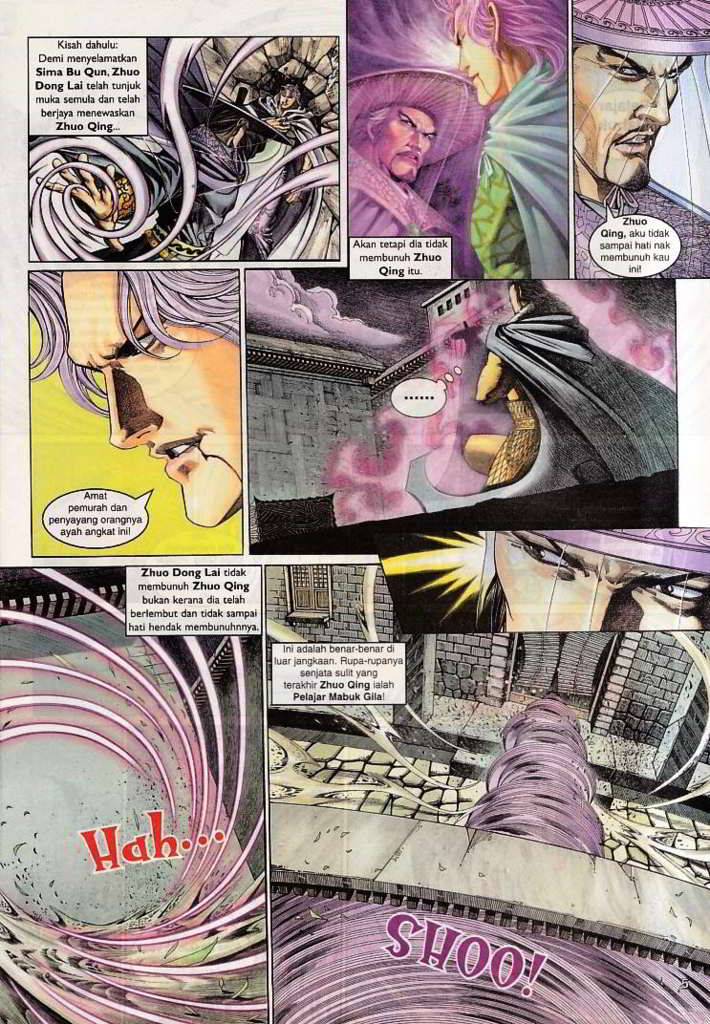 Kisah dahulu:
Demi menyelamatkan
Sima Bu Qun, Zhuo
Dong Lai telah tunjuk
muka semula dan telah
berjaya menewaskan
Zhuo Qing...
Akan tetapi dia tidak
membunuh Zhuo
Qing itu.
Zhuo
Qing, aku tidak
sampai hati nak
membunuh kau
ini!
Amat
pemurah dan
penyayang orangnya
ayah angkat ini!
......
Zhuo Dong Lai tidak
membunuh Zhuo Qing
bukan kerana dia telah
berlembut dan tidak sampai
hati hendak membunuhnnya.
Ini adalah benar-benar di
luar jangkaan. Rupa-rupanya
senjata sulit yang
terakhir Zhuo Qing ialah
Pelajar Mabuk Gila!
Hah...
SHOO!
5